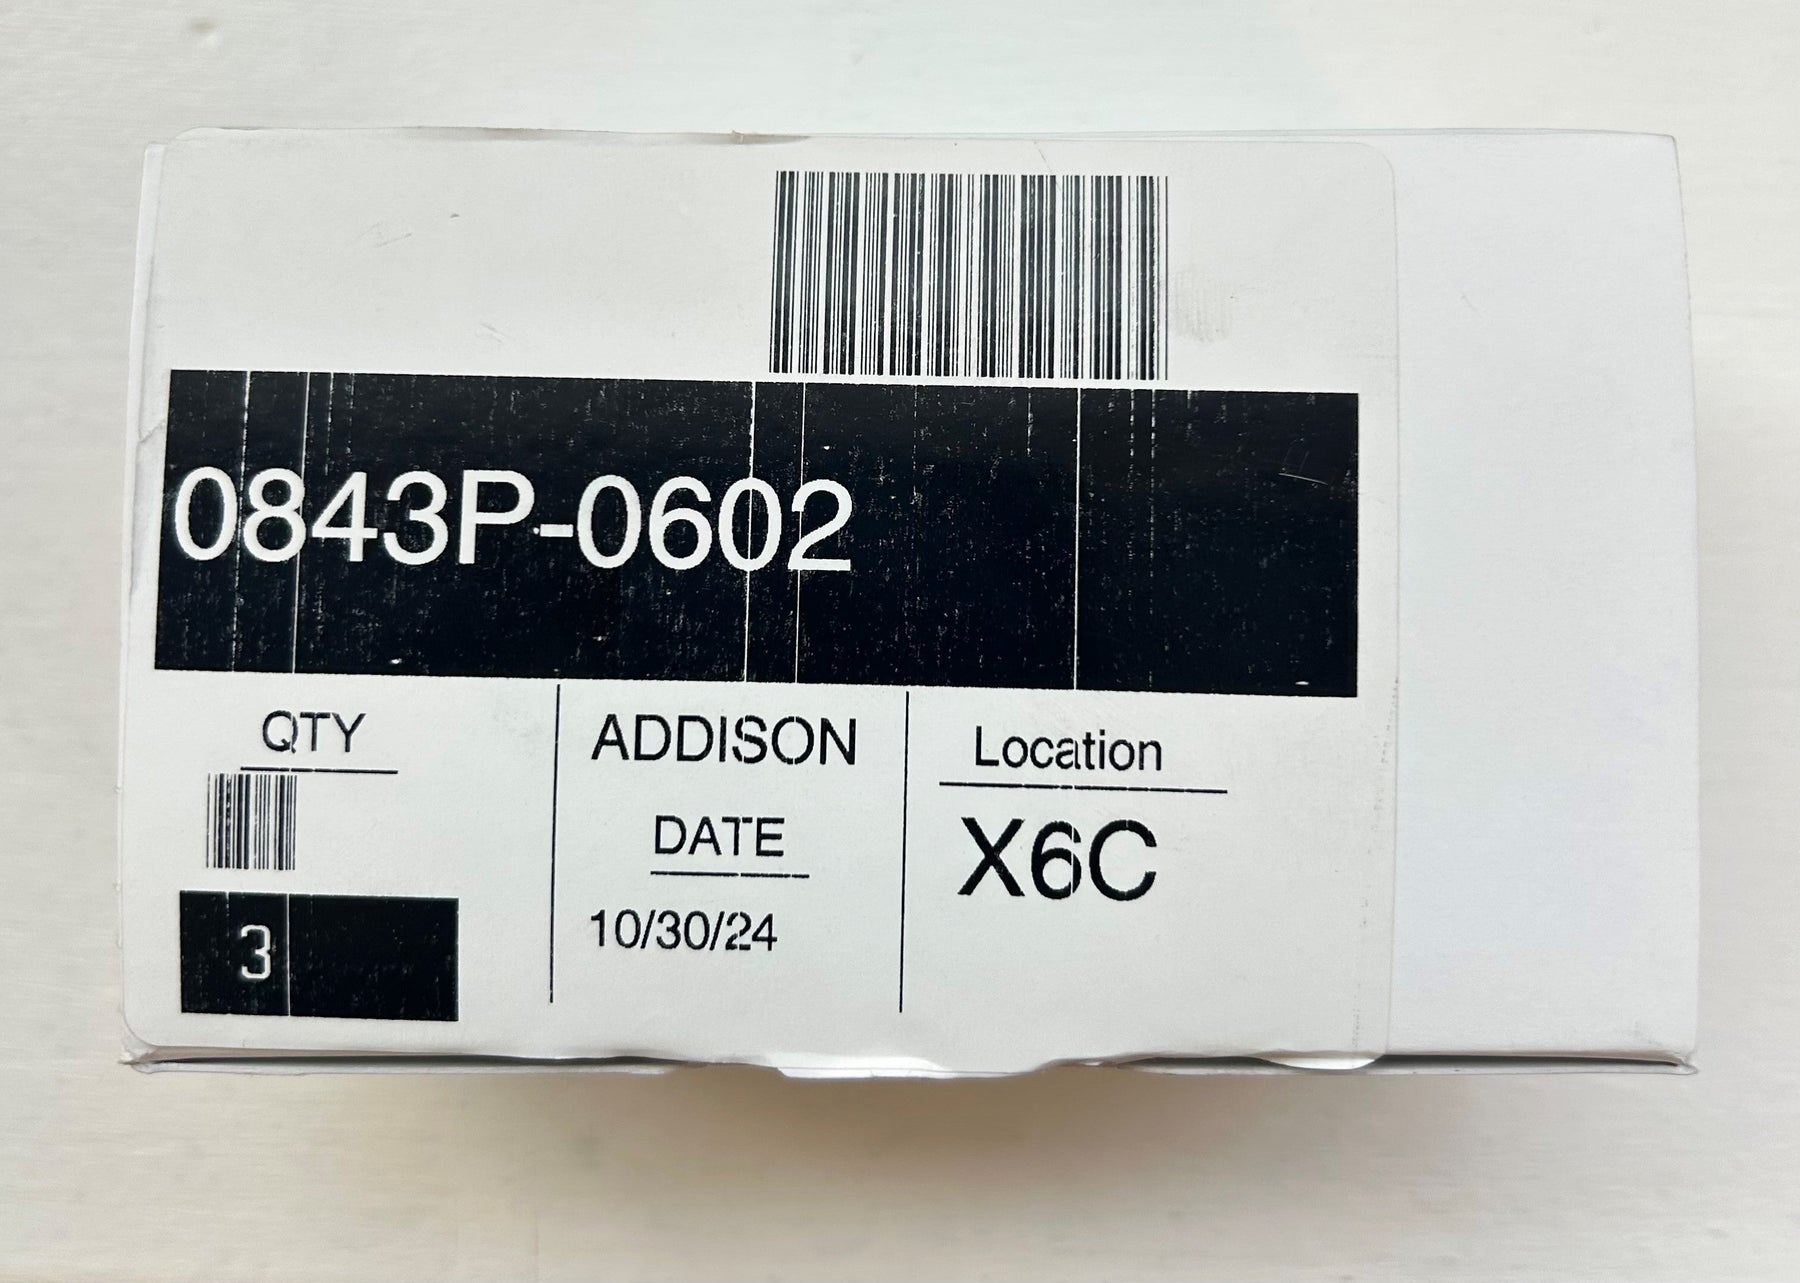 0843P-0602
QTY
3
ADDISON
DATE
10/30/24
Location
X6C